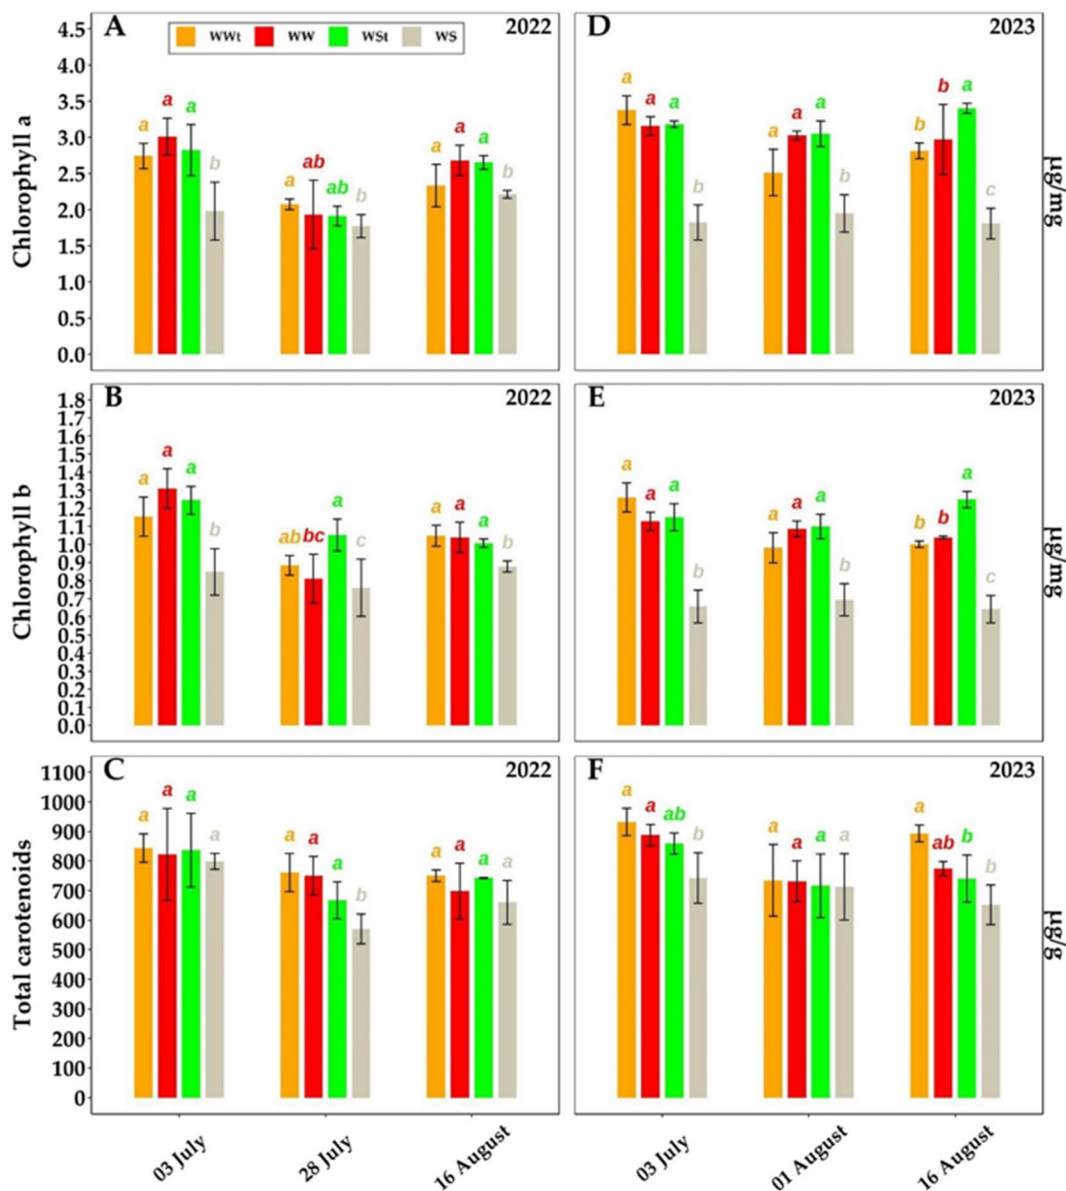 A 2022
WWt WW WSt WS
Chlorophyll a
4.5
4.0
3.5
3.0
2.5
2.0
1.5
1.0
0.5
0.0
a a a b
a ab ab b
a a a b
D 2023
a a a b
a a a b
b b a c
µg/mg
B 2022
Chlorophyll b
1.8
1.7
1.6
1.5
1.4
1.3
1.2
1.1
1.0
0.9
0.8
0.7
0.6
0.5
0.4
0.3
0.2
0.1
0.0
a a a b
ab bc a c
a a a b
E 2023
a a a b
a a a b
b b a c
µg/mg
C 2022
Total carotenoids
1100
1000
900
800
700
600
500
400
300
200
100
0
a a a a
a a a b
a a a a
03 July
28 July
16 August
F 2023
a a ab b
a a a a
a ab b b
µg/g
03 July
01 August
16 August